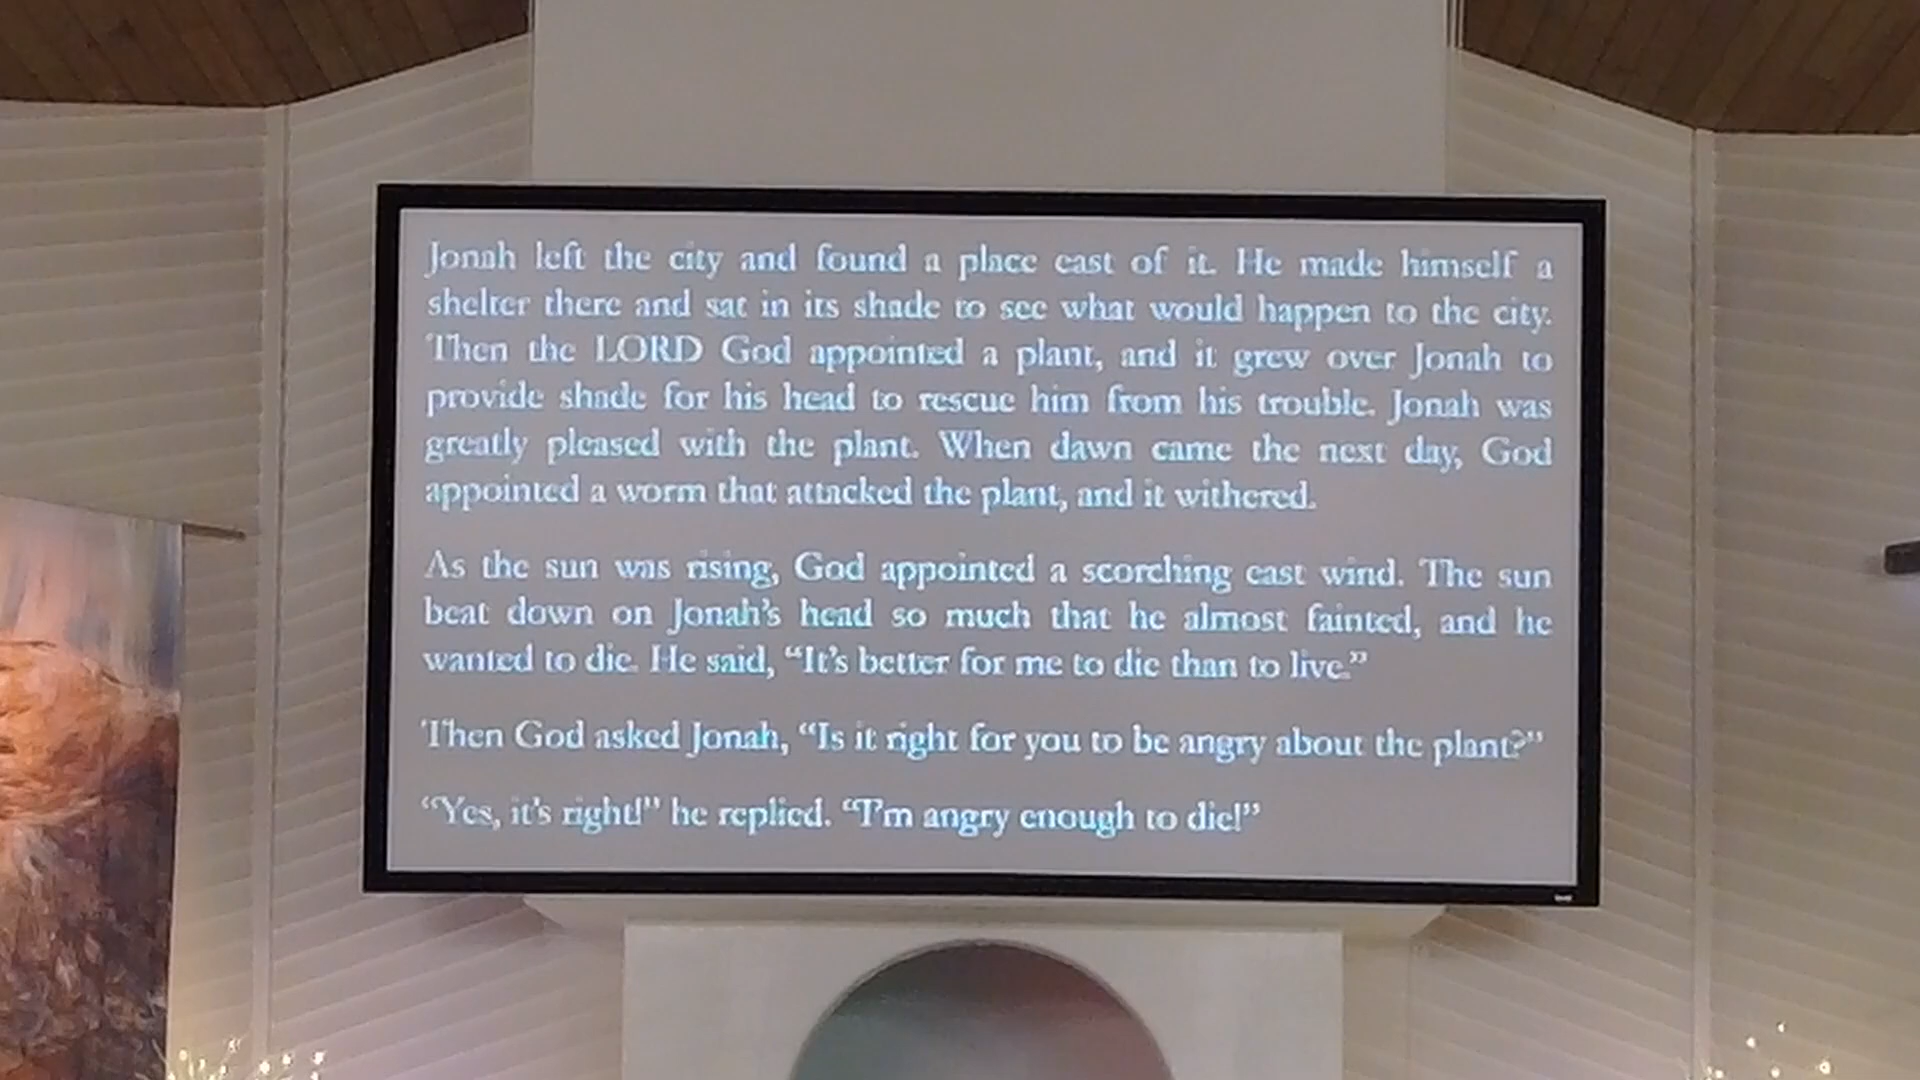 Jonah left the city and found a place east of it. He made himself a
shelter there and sat in its shade to see what would happen to the city.
Then the LORD God appointed a plant, and it grew over Jonah to
provide shade for his head to rescue him from his trouble. Jonah was
greatly pleased with the plant. When dawn came the next day, God
appointed a worm that attacked the plant, and it withered.
As the sun was rising, God appointed a scorching east wind. The sun
beat down on Jonah’s head so much that he almost fainted, and he
wanted to die. He said, “It’s better for me to die than to live.”
Then God asked Jonah, “Is it right for you to be angry about the plant?”
“Yes, it’s right!” he replied. “I’m angry enough to die!”